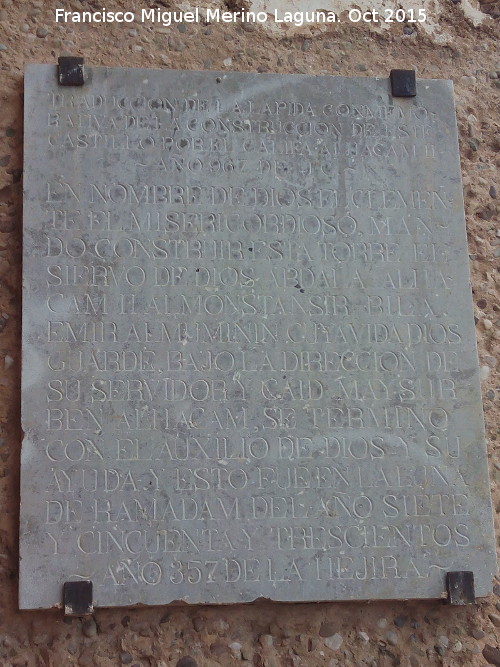 Francisco Miguel Merino Laguna. Oct 2015
TRADUCCION DE LA LAPIDA CONMEMO
RATIVA DE LA CONSTRUCCION DE ESTE
CASTILLO POR EL CALIFA ALHACAM II
~ AÑO 967 DE J.C.
EN NOMBRE DE DIOS EL CLEMEN~
TE EL MISERICORDIOSO, MAN~
DO CONSTRUIR ESTA TORRE EL
SIERVO DE DIOS ABDALA ALHA~
CAM II ALMONSTANSIR BILA,
EMIR ALMUMININ, CUYA VIDA DIOS
GUARDE, BAJO LA DIRECCION DE
SU SERVIDOR Y CAID MAYSUR
BEN ALHACAM, SE TERMINO
CON EL AUXILIO DE DIOS Y SU
AYUDA Y ESTO FUE EN LA LUNA
DE RAMADAM, DEL AÑO SIETE
Y CINCUENTA Y TRESCIENTOS
~ AÑO 357 DE LA HEJIRA ~